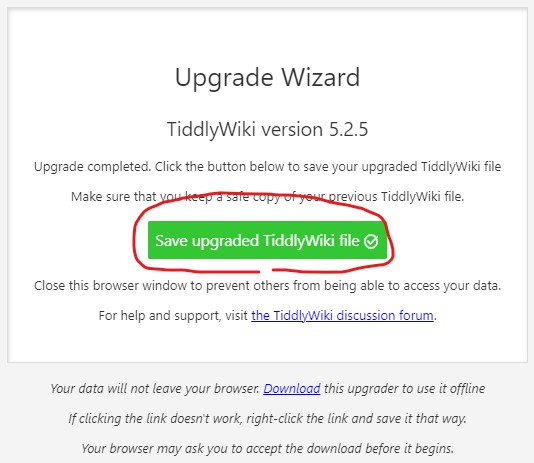 Upgrade Wizard
TiddlyWiki version 5.2.5
Upgrade completed. Click the button below to save your upgraded TiddlyWiki file
Make sure that you keep a safe copy of your previous TiddlyWiki file.
Save upgraded TiddlyWiki file
Close this browser window to prevent others from being able to access your data.
For help and support, visit the TiddlyWiki discussion forum.
Your data will not leave your browser. Download this upgrader to use it offline
If clicking the link doesn't work, right-click the link and save it that way.
Your browser may ask you to accept the download before it begins.